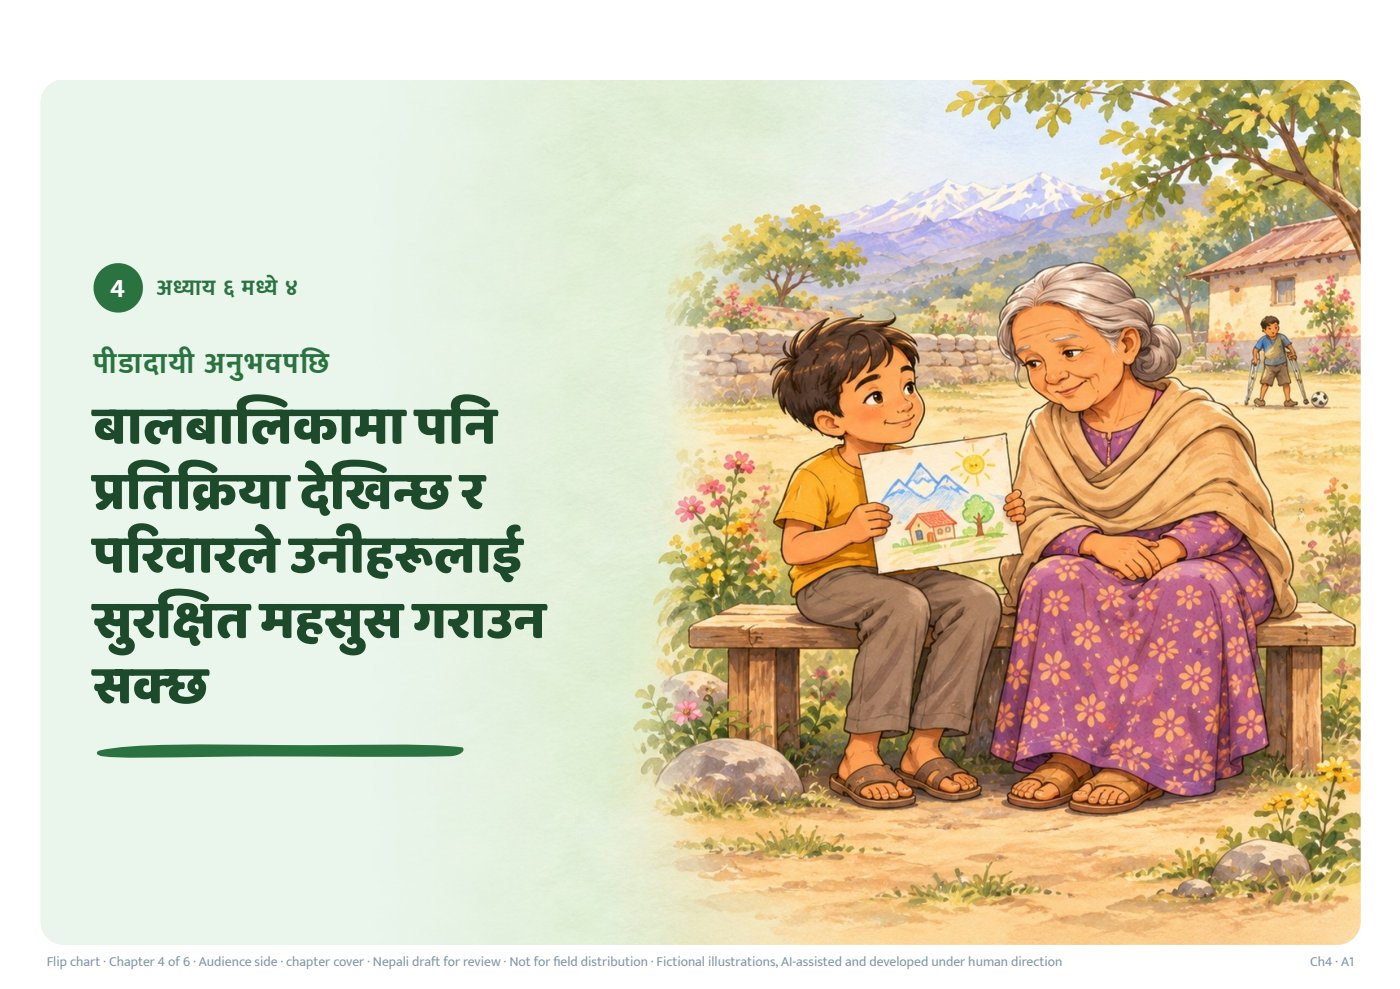 4 अध्याय ६ मध्ये ४
पीडादायी अनुभवपछि
बालबालिकामा पनि
प्रतिक्रिया देखिन्छ र
परिवारले उनीहरूलाई
सुरक्षित महसुस गराउन
सक्छ
Flip chart · Chapter 4 of 6 · Audience side · chapter cover · Nepali draft for review · Not for field distribution · Fictional illustrations, AI-assisted and developed under human direction
Ch4 · A1